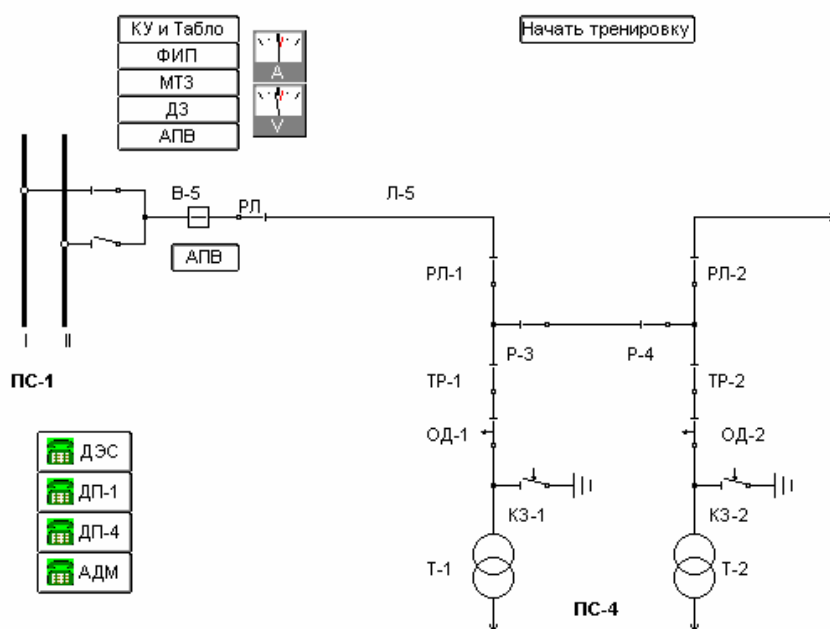 КУ и Табло
Начать тренировку
ФИП
МТЗ
A
ДЗ
V
АПВ
В-5
РЛ
Л-5
АПВ
РЛ-1
РЛ-2
I
II
Р-3
Р-4
ПС-1
ТР-1
ТР-2
ДЭС
ОД-1
ОД-2
ДП-1
КЗ-1
КЗ-2
ДП-4
АДМ
Т-1
Т-2
ПС-4